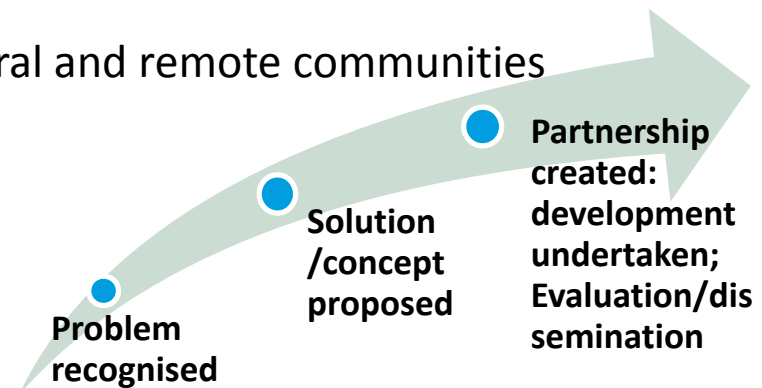 ral and remote communities
Partnership
created:
development
undertaken;
Evaluation/dis
semination
Solution
/concept
proposed
Problem
recognised